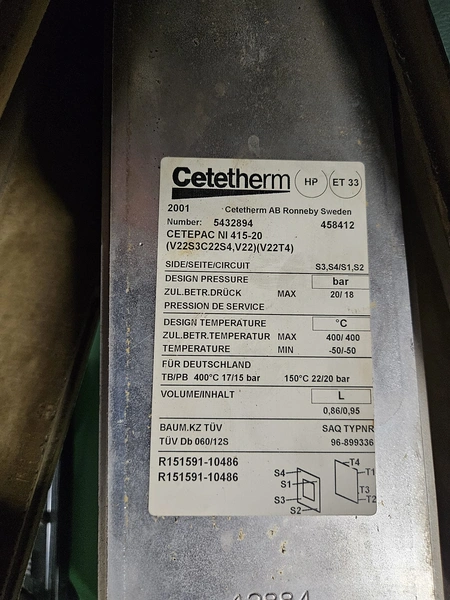 Cetetherm HP ET 33
2001 Cetetherm AB Ronneby Sweden
Number: 5432894 458412
CETEPAC NI 415-20
(V22S3C22S4,V22)(V22T4)
SIDE/SEITE/CIRCUIT S3,S4/S1,S2
DESIGN PRESSURE bar
ZUL.BETR.DRÜCK MAX 20/ 18
PRESSION DE SERVICE
DESIGN TEMPERATURE °C
ZUL.BETR.TEMPERATUR MAX 400/ 400
TEMPERATURE MIN -50/-50
FÜR DEUTSCHLAND
TB/PB 400°C 17/15 bar 150°C 22/20 bar
VOLUME/INHALT L
0,86/0,95
BAUM.KZ TÜV SAQ TYPNR
TÜV Db 060/12S 96-899336
R151591-10486
R151591-10486
S4 T4
S1 T1
S3 T3
S2 T2